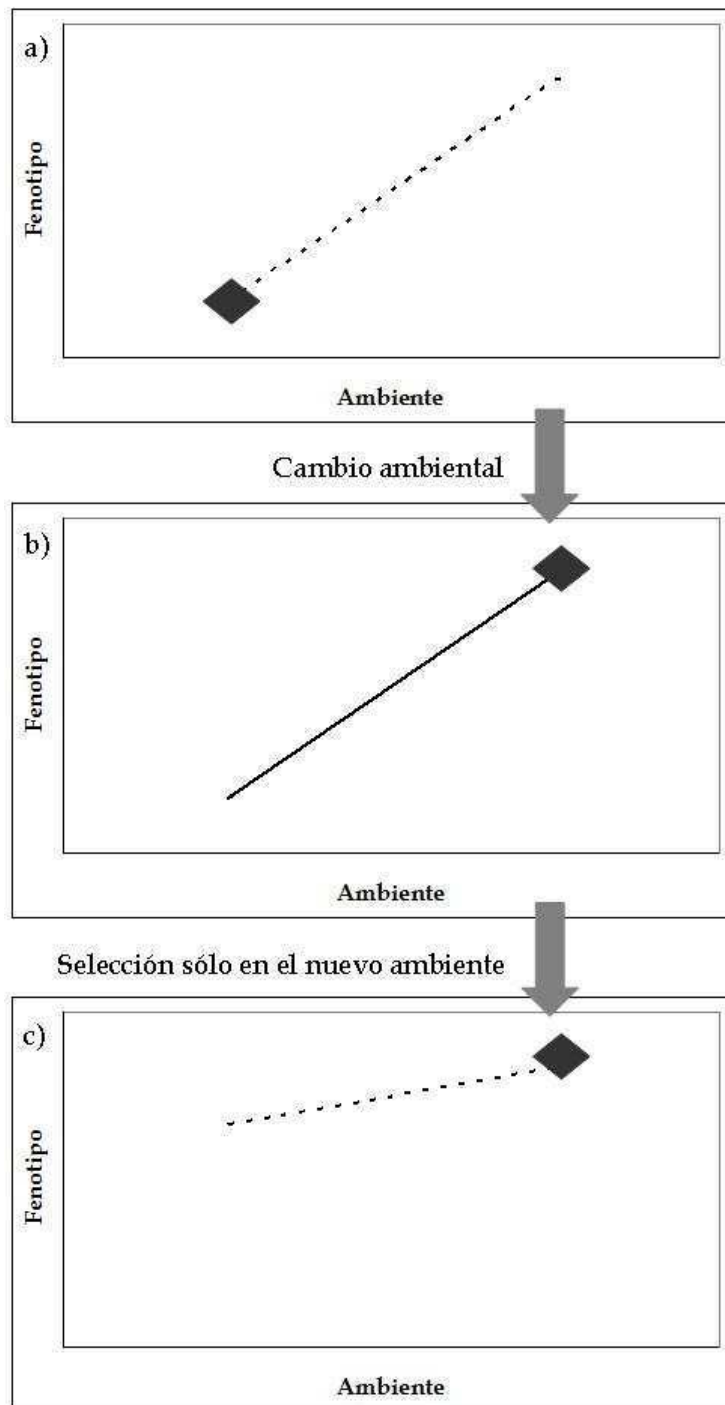 a)
Fenotipo
Ambiente
Cambio ambiental
b)
Fenotipo
Ambiente
Selección sólo en el nuevo ambiente
c)
Fenotipo
Ambiente